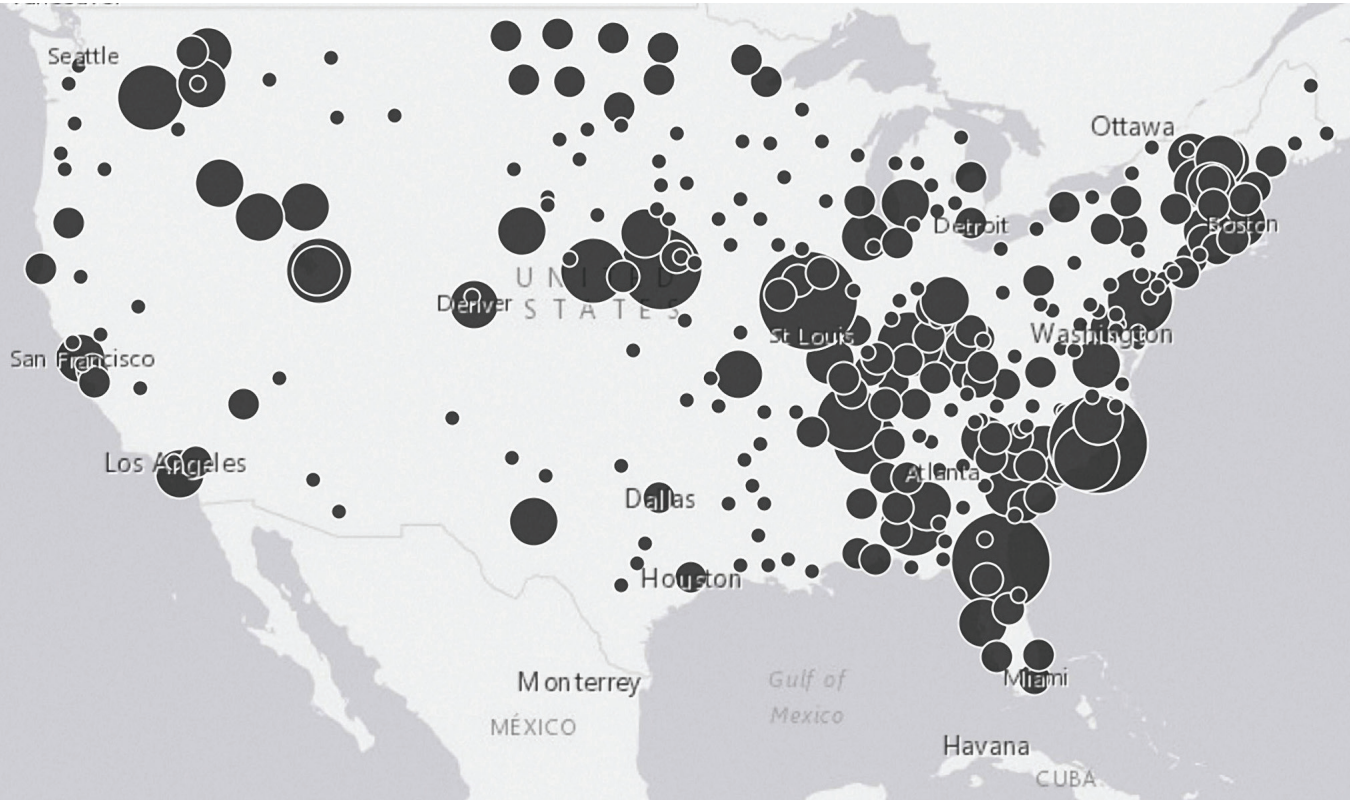 Vancouver
Seattle
Ottawa
Detroit
Boston
UNITED
STATES
Denver
St Louis
Washington
San Francisco
Los Angeles
Atlanta
Dallas
Houston
Monterrey
Miami
Gulf of
Mexico
MÉXICO
Havana
CUBA